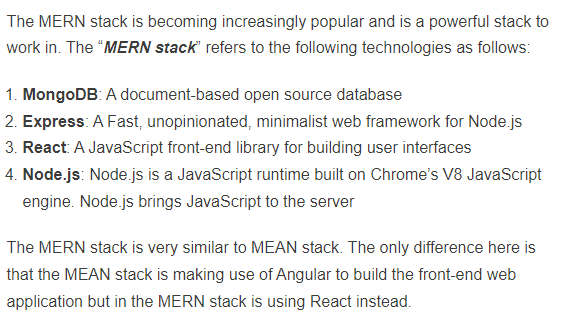 The MERN stack is becoming increasingly popular and is a powerful stack to
work in. The “MERN stack” refers to the following technologies as follows:
1. MongoDB: A document-based open source database
2. Express: A Fast, unopinionated, minimalist web framework for Node.js
3. React: A JavaScript front-end library for building user interfaces
4. Node.js: Node.js is a JavaScript runtime built on Chrome’s V8 JavaScript
engine. Node.js brings JavaScript to the server
The MERN stack is very similar to MEAN stack. The only difference here is
that the MEAN stack is making use of Angular to build the front-end web
application but in the MERN stack is using React instead.